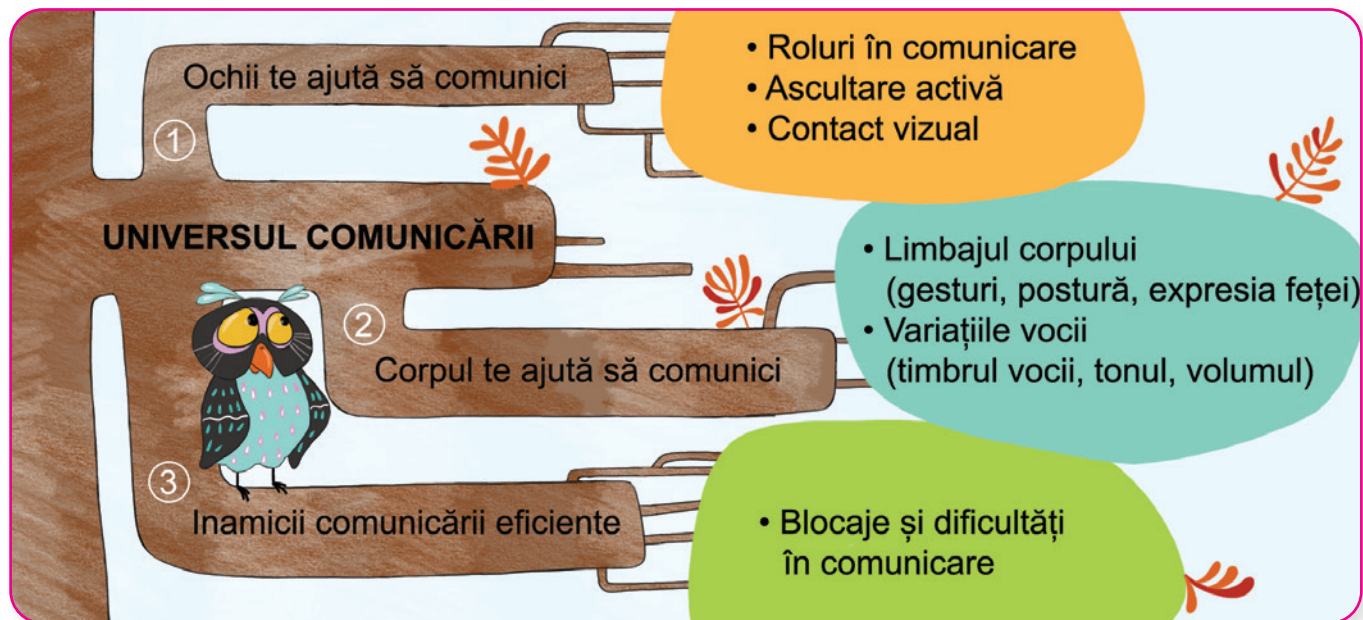 Ochii te ajută să comunici
1
• Roluri în comunicare
• Ascultare activă
• Contact vizual
UNIVERSUL COMUNICĂRII
2
Corpul te ajută să comunici
• Limbajul corpului
(gesturi, postură, expresia feței)
• Variațiile vocii
(timbrul vocii, tonul, volumul)
3
Inamicii comunicării eficiente
• Blocaje și dificultăți
în comunicare